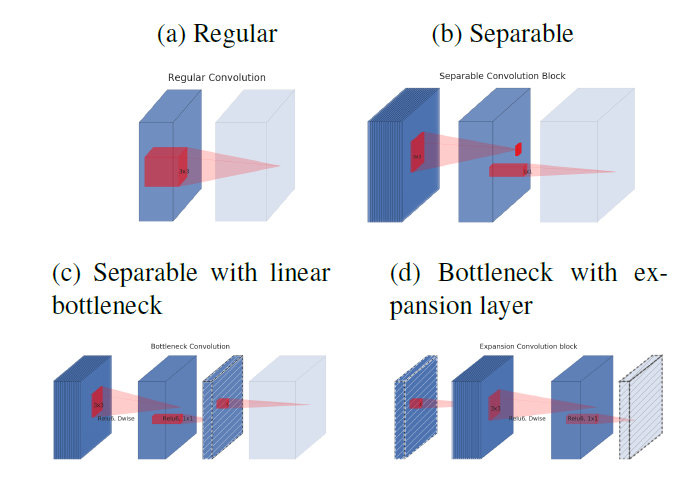 (a) Regular
(b) Separable
Regular Convolution
Separable Convolution Block
3x3
3x3
1x1
(c) Separable with linear
bottleneck
(d) Bottleneck with ex-
pansion layer
Bottleneck Convolution
Expansion Convolution block
3x3
Relu6, Dwise
Relu6, 1x1
3x3
Relu6, Dwise
Relu6, 1x1